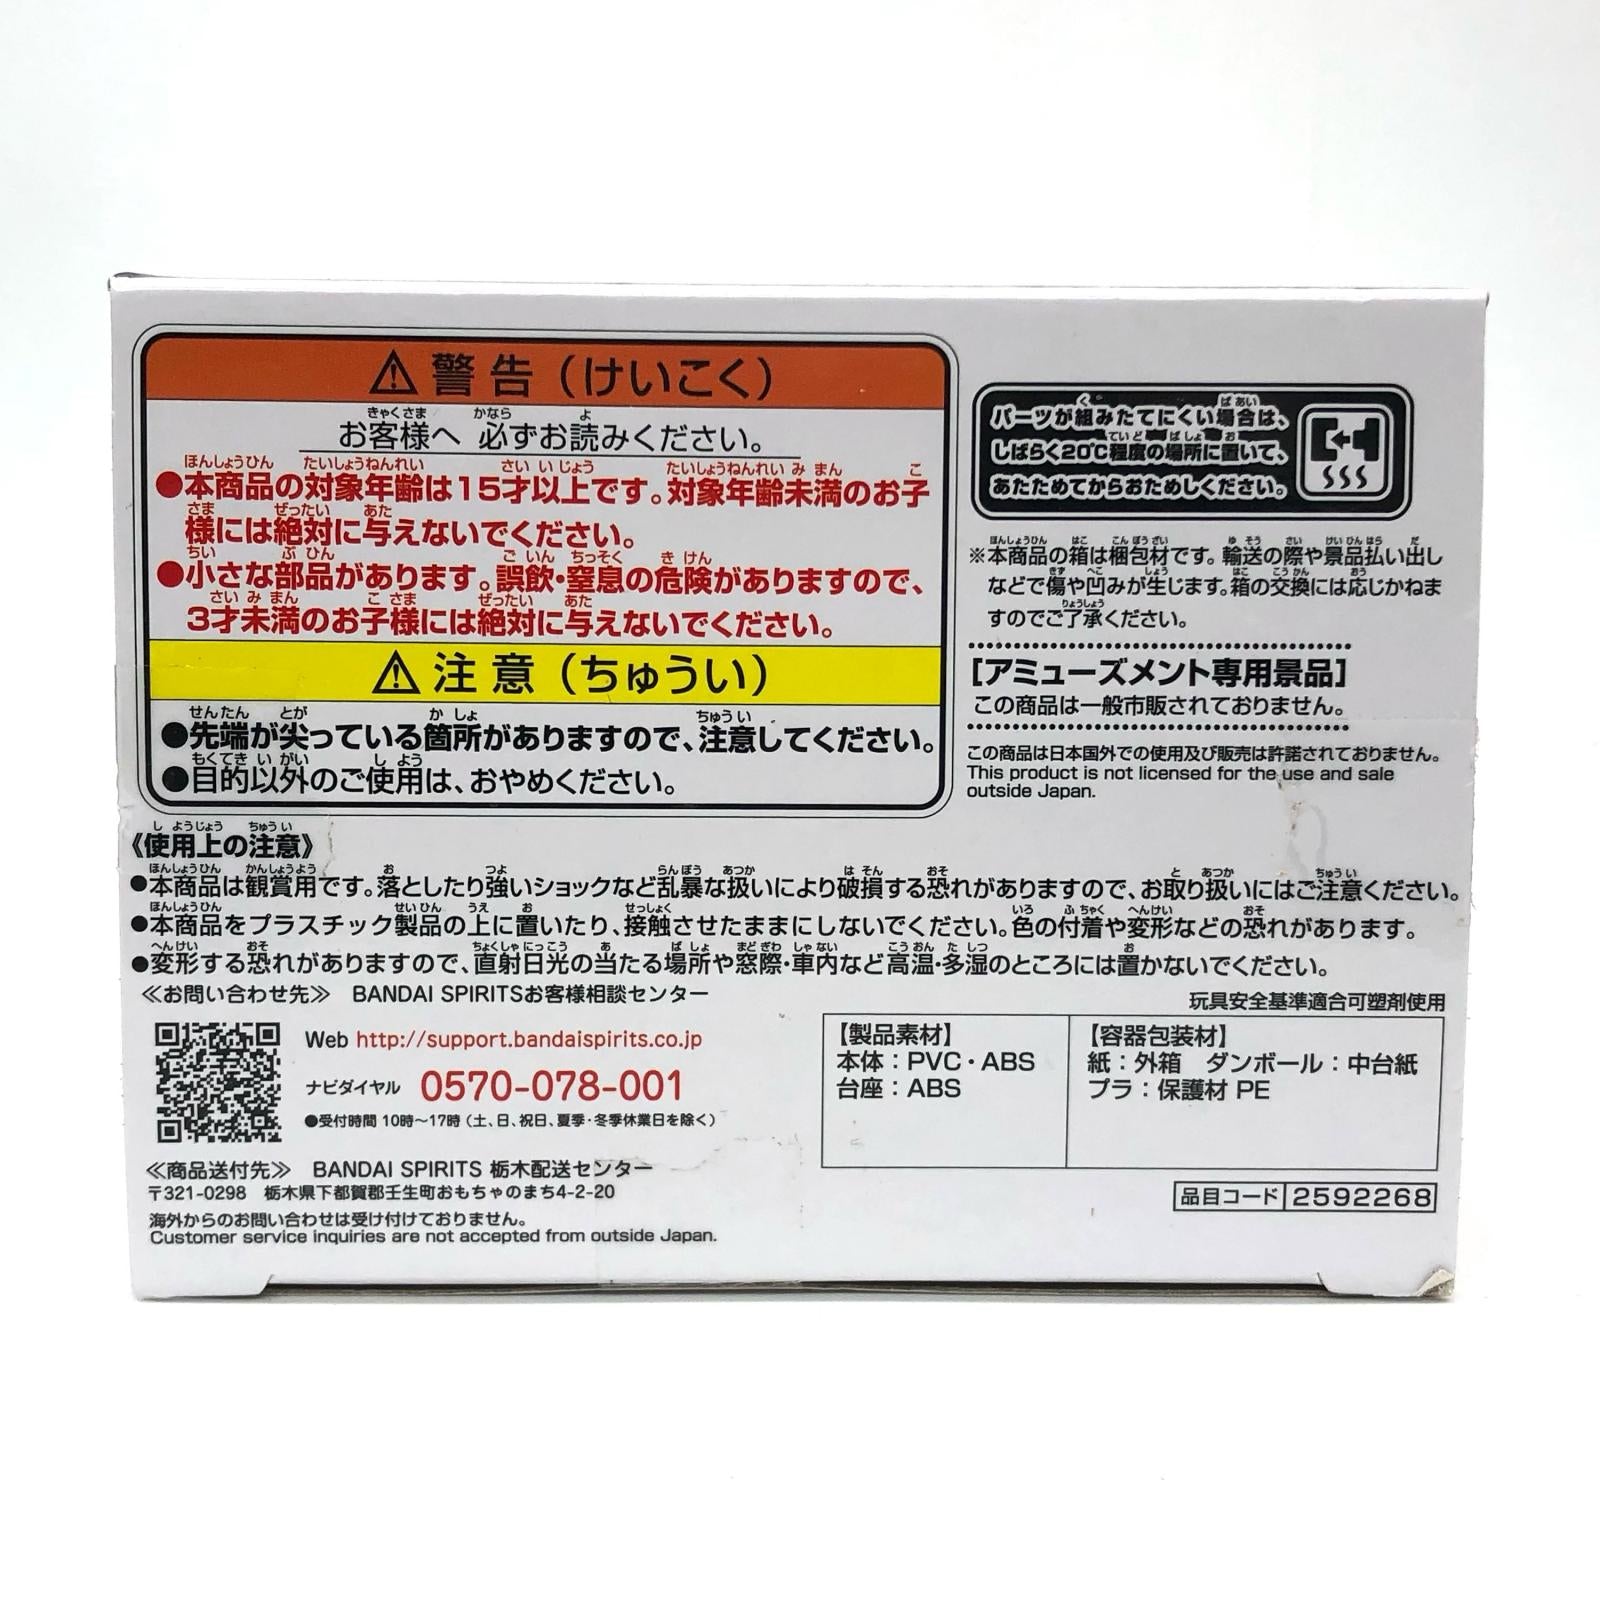 ⚠警告(けいこく)
お客様へ 必ずお読みください。
●本商品の対象年齢は15才以上です。対象年齢未満のお子
様には絶対に与えないでください。
●小さな部品があります。誤飲・窒息の危険がありますので、
3才未満のお子様には絶対に与えないでください。
⚠注意(ちゅうい)
●先端が尖っている箇所がありますので、注意してください。
●目的以外のご使用は、おやめください。
パーツが組みたてにくい場合は、
しばらく20℃程度の場所に置いて、
あたためてからおためしください。
※本商品の箱は梱包材です。輸送の際や景品払い出し
などで傷や凹みが生じます。箱の交換には応じかねま
すのでご了承ください。
[アミューズメント専用景品]
この商品は一般市販されておりません。
この商品は日本国外での使用及び販売は許諾されておりません。
This product is not licensed for the use and sale
outside Japan.
《使用上の注意》
●本商品は観賞用です。落としたり強いショックなど乱暴な扱いにより破損する恐れがありますので、お取り扱いにはご注意ください。
●本商品をプラスチック製品の上に置いたり、接触させたままにしないでください。色の付着や変形などの恐れがあります。
●変形する恐れがありますので、直射日光の当たる場所や窓際・車内など高温・多湿のところには置かないでください。
≪お問い合わせ先≫ BANDAI SPIRITSお客様相談センター
Web http://support.bandaispirits.co.jp
ナビダイヤル 0570-078-001
●受付時間 10時～17時(土、日、祝日、夏季・冬季休業日を除く)
≪商品送付先≫ BANDAI SPIRITS 栃木配送センター
〒321-0298 栃木県下都賀郡壬生町おもちゃのまち4-2-20
海外からのお問い合わせは受け付けておりません。
Customer service inquiries are not accepted from outside Japan.
玩具安全基準適合可塑剤使用
【製品素材】
本体：PVC・ABS
台座：ABS
【容器包装材】
紙：外箱 ダンボール：中台紙
プラ：保護材 PE
品目コード 2592268